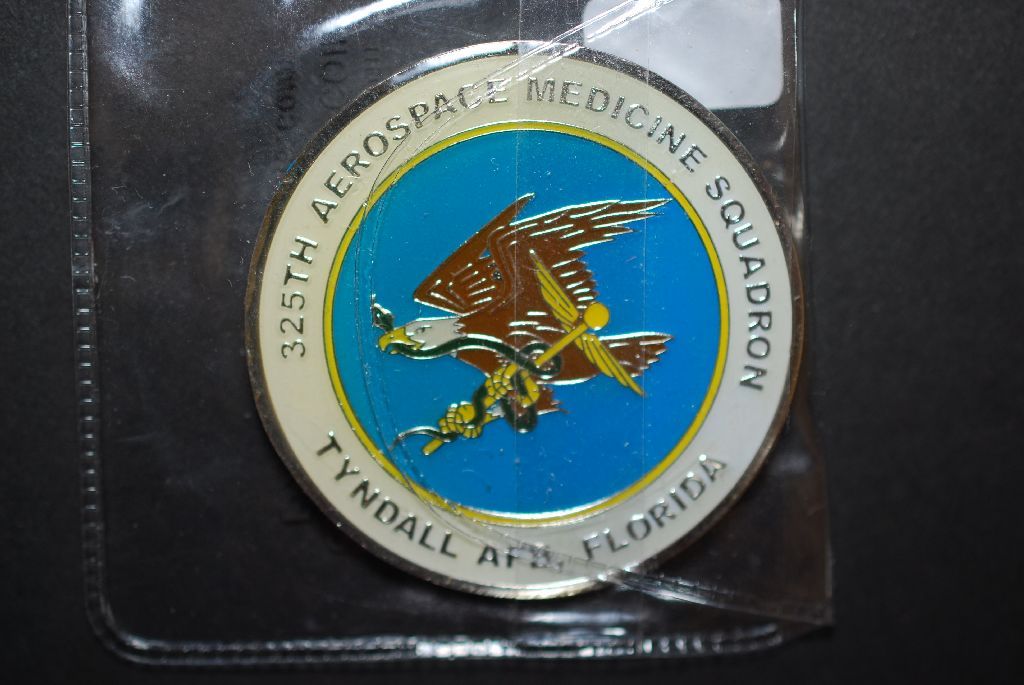 325TH AEROSPACE MEDICINE SQUADRON
TYNDALL AFB, FLORIDA